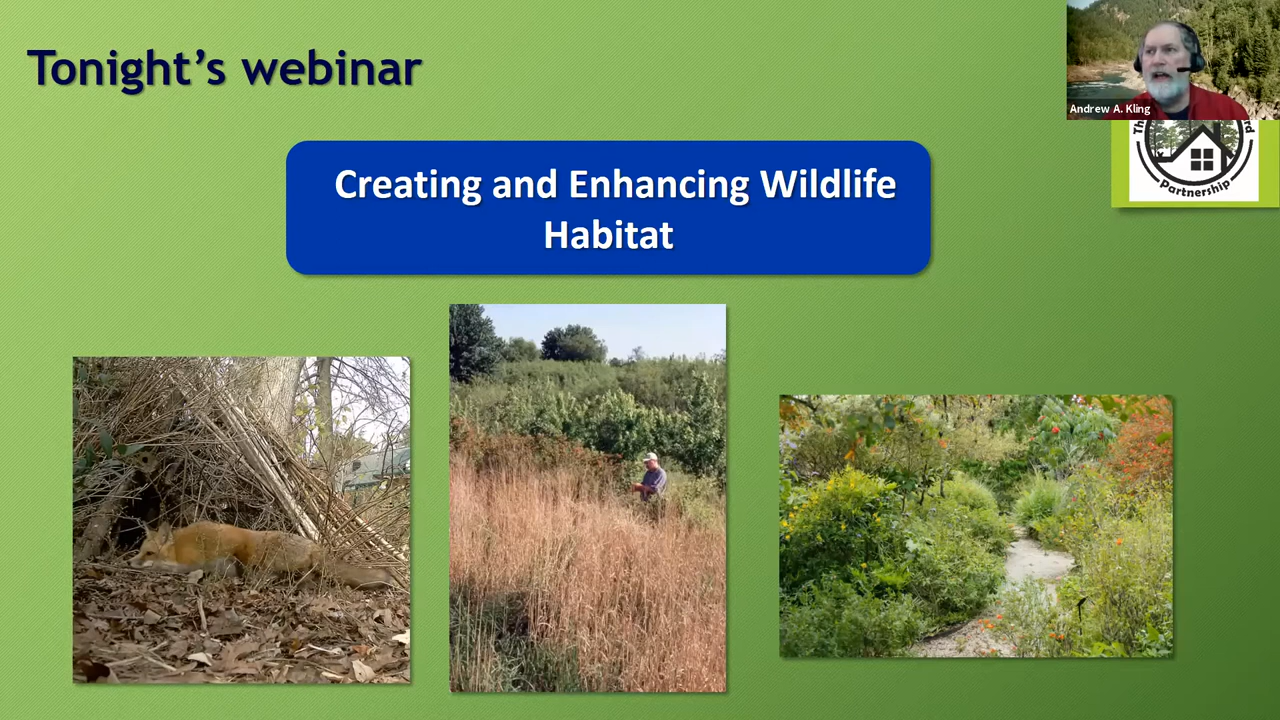 Tonight's webinar
Andrew A. Kling
Creating and Enhancing Wildlife
Habitat
Partnership